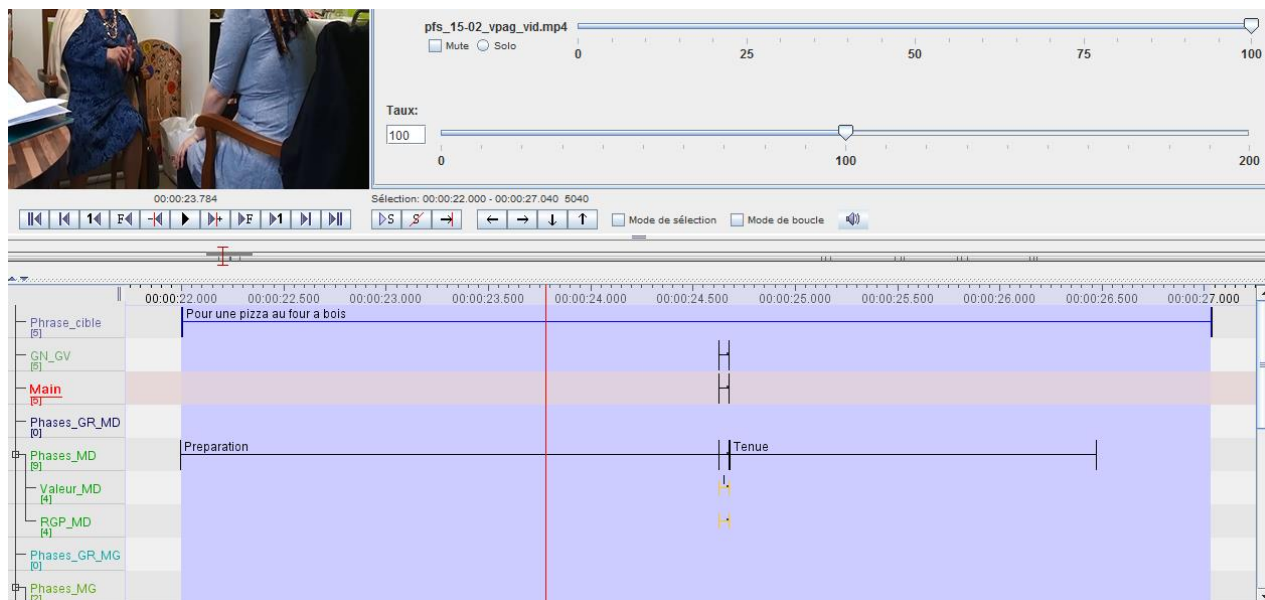 pfs_15-02_vpag_vid.mp4
Mute Solo
0 25 50 75 100
Taux:
100
0 100 200
00:00:23.784
Sélection: 00:00:22.000 - 00:00:27.040 5040
1 F - + F 1 S S Mode de sélection Mode de boucle
00:00:22.000 00:00:22.500 00:00:23.000 00:00:23.500 00:00:24.000 00:00:24.500 00:00:25.000 00:00:25.500 00:00:26.000 00:00:26.500 00:00:27.000
Phrase_cible Pour une pizza au four a bois
[5]
GN_GV
[5]
Main
[5]
Phases_GR_MD
[0]
Phases_MD Preparation Tenue
[9]
Valeur_MD
[4]
RGP_MD
[4]
Phases_GR_MG
[0]
Phases_MG
[2]